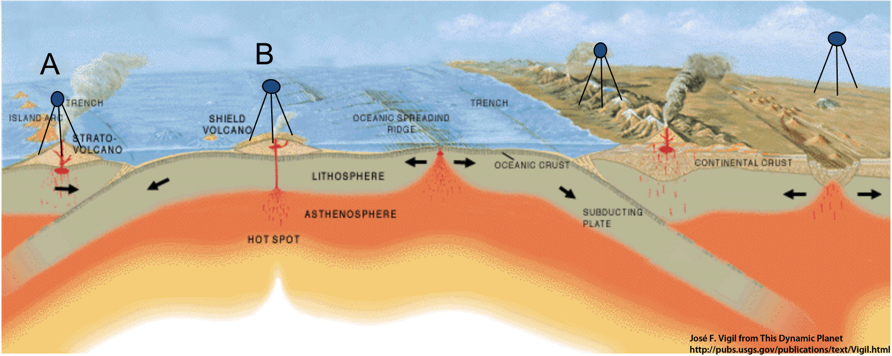 A
B
TRENCH
ISLAND ARC
STRATO-
VOLCANO
SHIELD
VOLCANO
OCEANIC SPREADING
RIDGE
TRENCH
OCEANIC CRUST
CONTINENTAL CRUST
LITHOSPHERE
ASTHENOSPHERE
SUBDUCTING
PLATE
HOT SPOT
José F. Vigil from This Dynamic Planet
http://pubs.usgs.gov/publications/text/Vigil.html